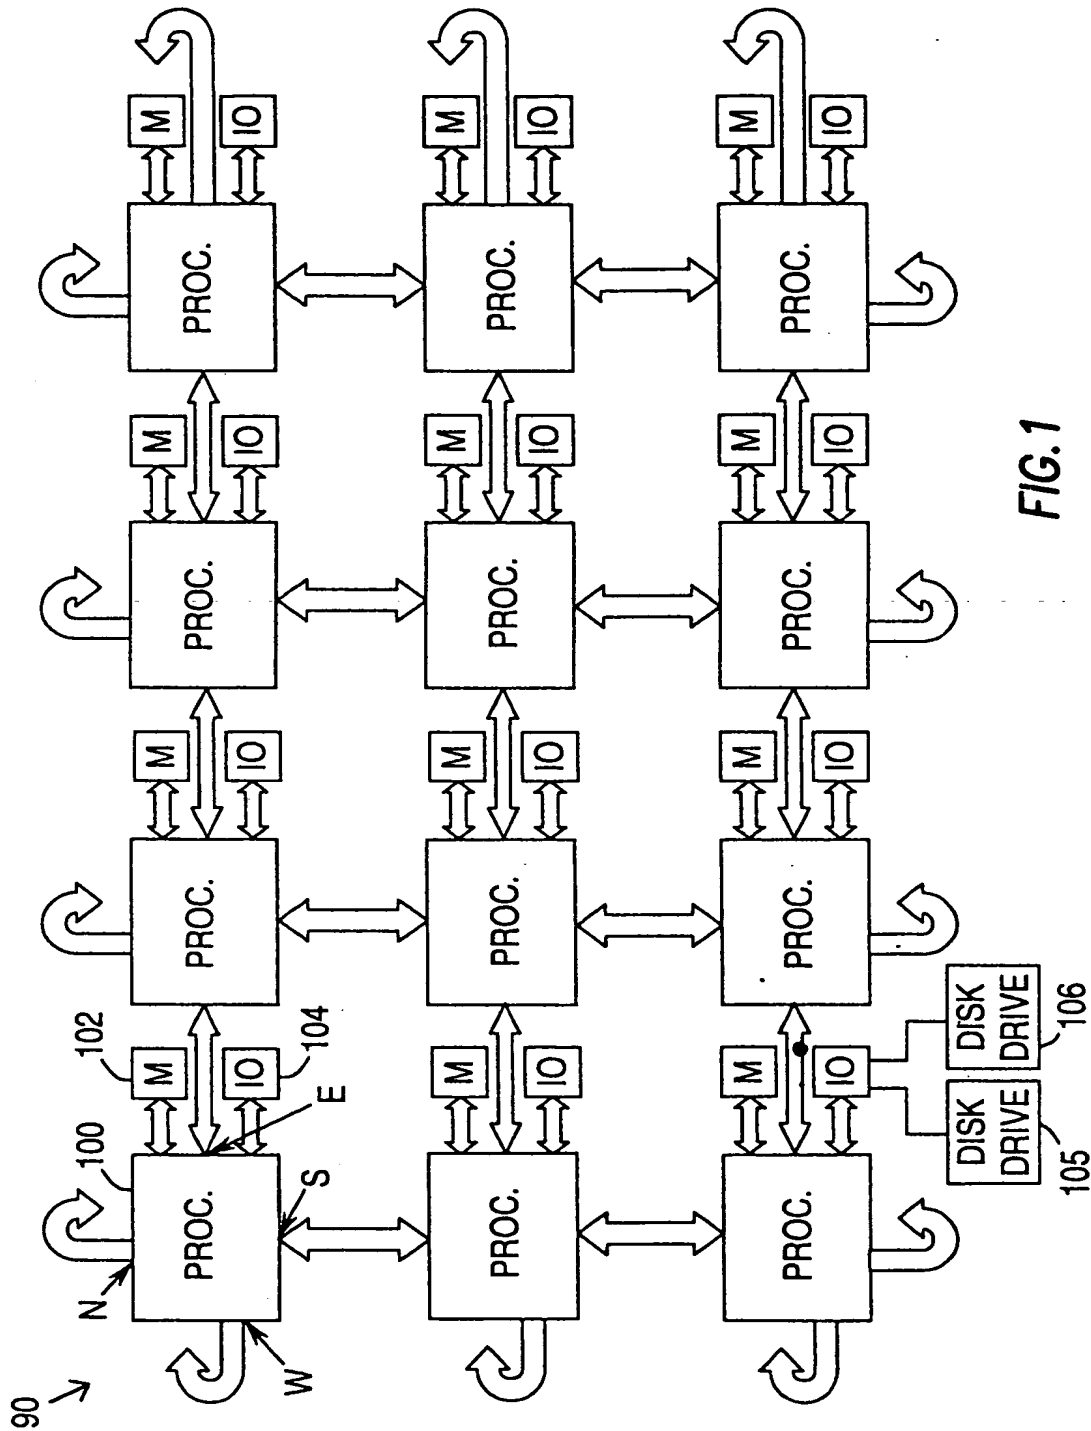 90
N 100 102
M M M M
PROC. PROC. PROC. PROC.
IO IO IO IO
W S E 104
M M M M
PROC. PROC. PROC. PROC.
IO IO IO IO
M M M M
PROC. PROC. PROC. PROC.
IO IO IO IO
DISK DISK
DRIVE DRIVE
105 106
FIG. 1